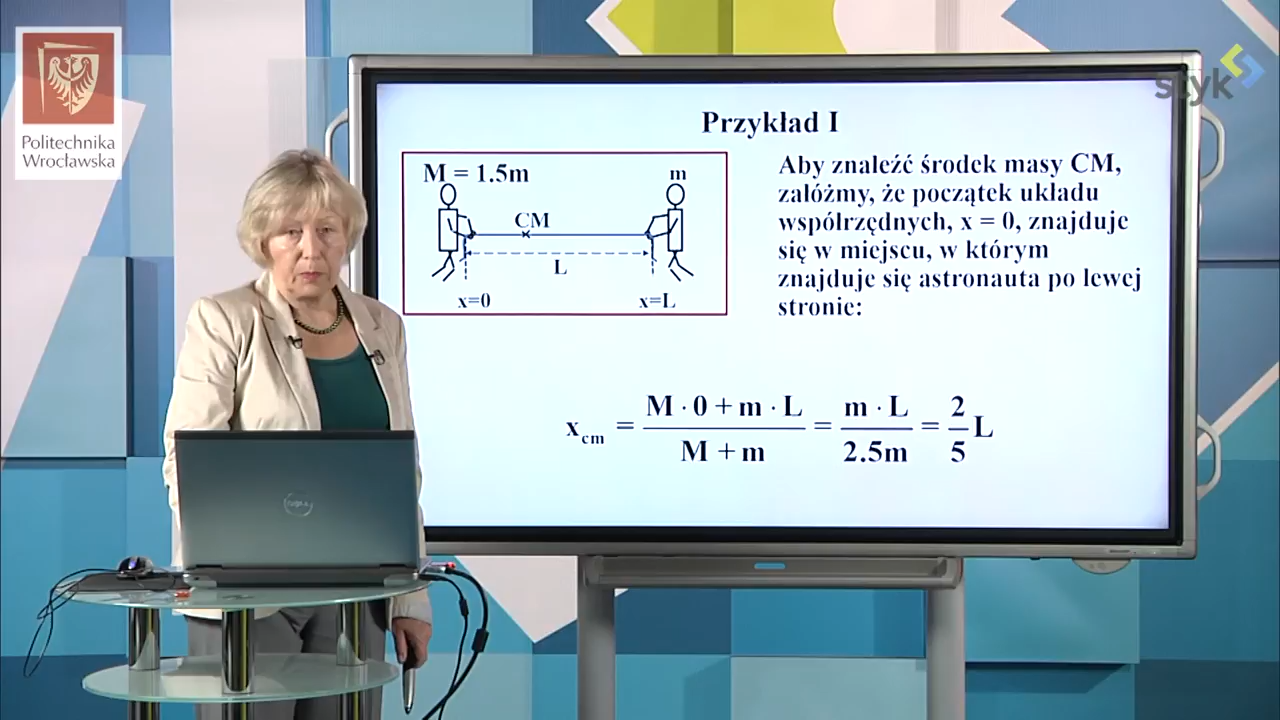 Politechnika
Wrocławska
styk
Przykład I
M = 1.5m
m
CM
L
x=0
x=L
Aby znaleźć środek masy CM,
załóżmy, że początek układu
współrzędnych, x = 0, znajduje
się w miejscu, w którym
znajduje się astronauta po lewej
stronie:
x_cm = (M · 0 + m · L)/(M + m) = (m · L)/(2.5m) = 2/5 L
DELL